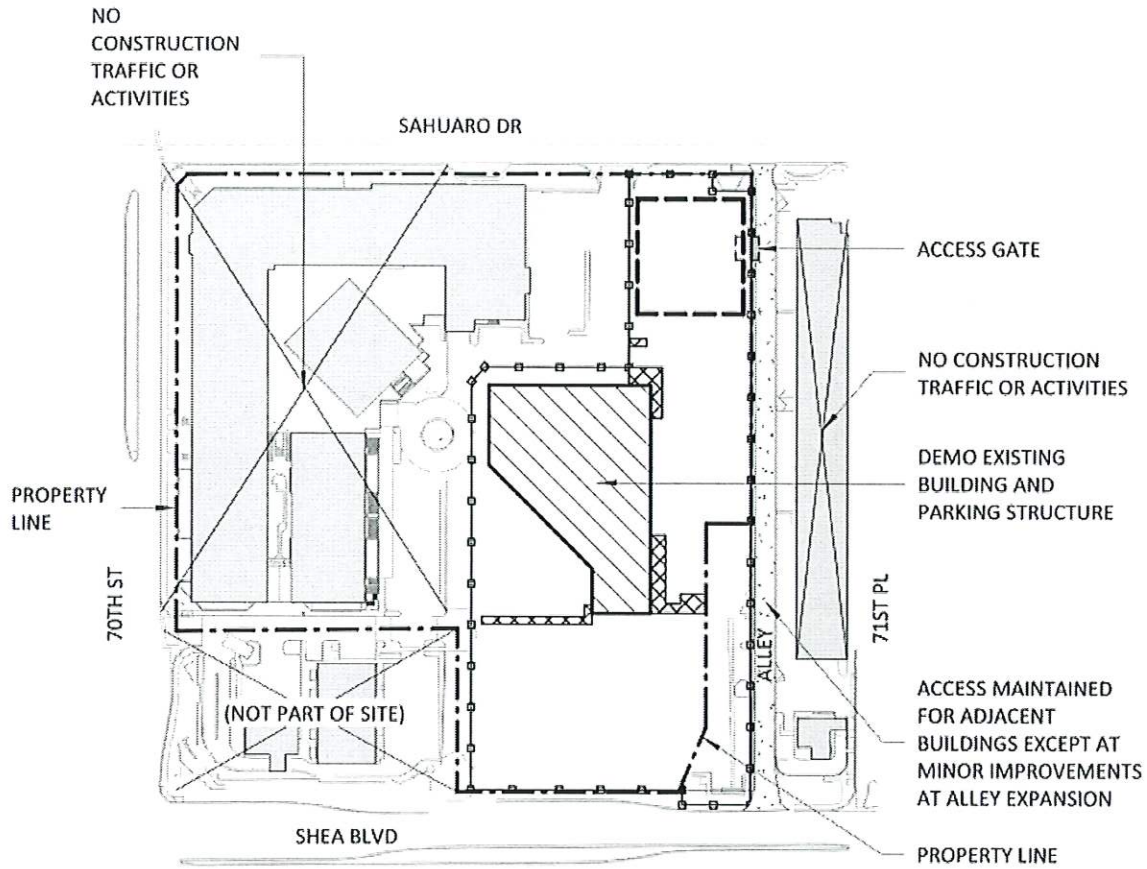 NO
CONSTRUCTION
TRAFFIC OR
ACTIVITIES
SAHUARO DR
ACCESS GATE
NO CONSTRUCTION
TRAFFIC OR ACTIVITIES
DEMO EXISTING
BUILDING AND
PARKING STRUCTURE
PROPERTY
LINE
70TH ST
ALLEY
71ST PL
(NOT PART OF SITE)
ACCESS MAINTAINED
FOR ADJACENT
BUILDINGS EXCEPT AT
MINOR IMPROVEMENTS
AT ALLEY EXPANSION
SHEA BLVD
PROPERTY LINE